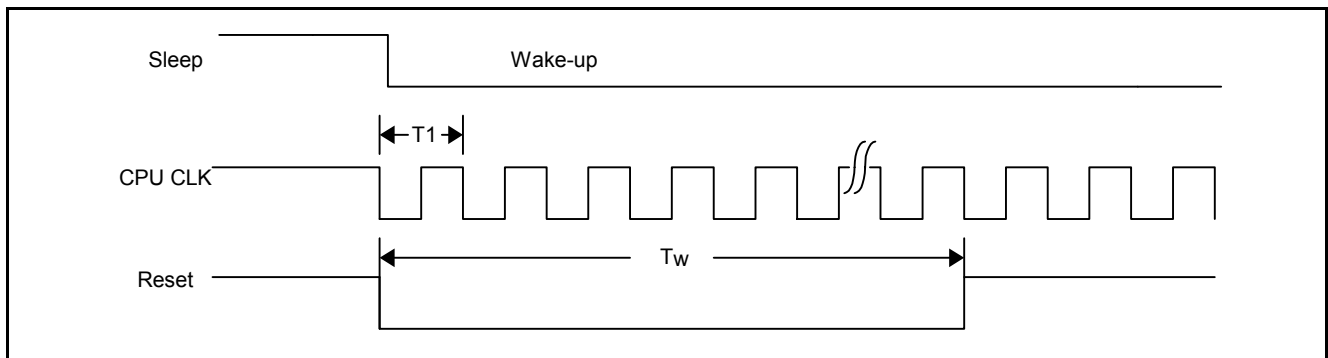 Sleep
Wake-up
T1
CPU CLK
Tw
Reset